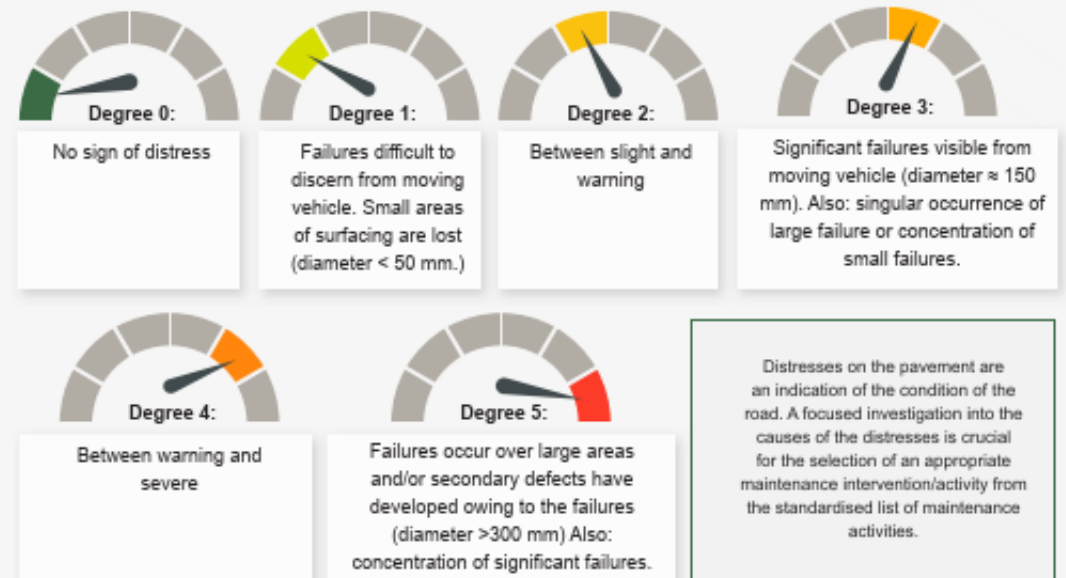 Degree 0:
No sign of distress
Degree 1:
Failures difficult to
discern from moving
vehicle. Small areas
of surfacing are lost
(diameter < 50 mm.)
Degree 2:
Between slight and
warning
Degree 3:
Significant failures visible from
moving vehicle (diameter ≈ 150
mm). Also: singular occurrence of
large failure or concentration of
small failures.
Degree 4:
Between warning and
severe
Degree 5:
Failures occur over large areas
and/or secondary defects have
developed owing to the failures
(diameter >300 mm) Also:
concentration of significant failures.
Distresses on the pavement are
an indication of the condition of the
road. A focused investigation into the
causes of the distresses is crucial
for the selection of an appropriate
maintenance intervention/activity from
the standardised list of maintenance
activities.